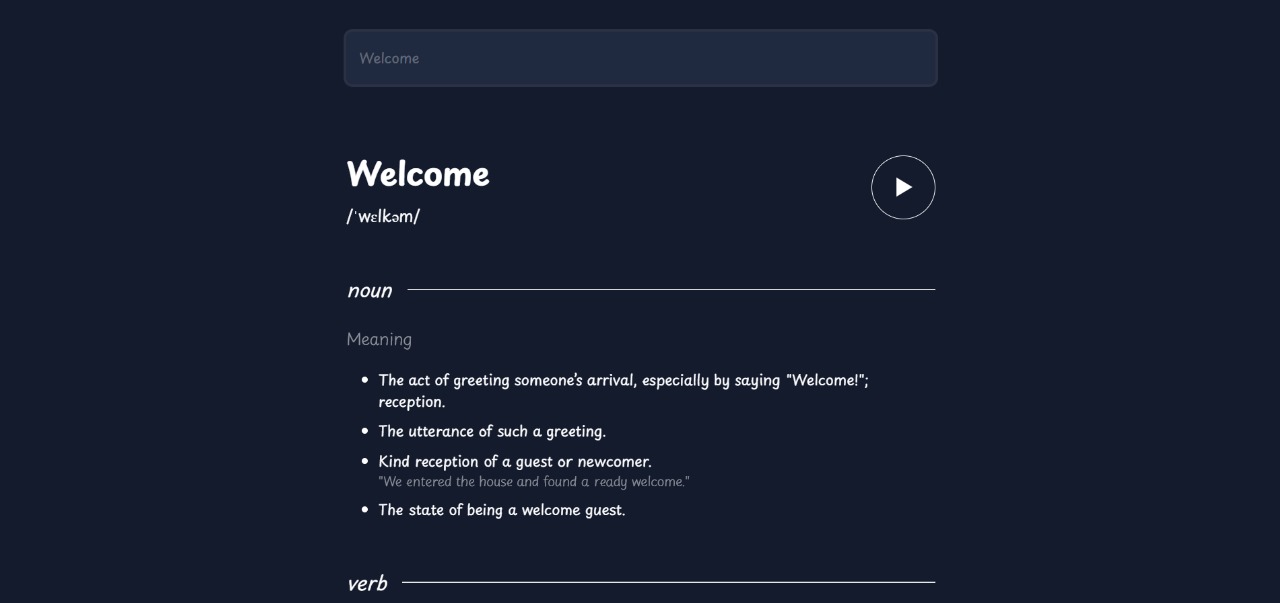 Welcome
Welcome
/ˈwɛlkəm/
noun
Meaning
The act of greeting someone’s arrival, especially by saying "Welcome!";
reception.
The utterance of such a greeting.
Kind reception of a guest or newcomer.
"We entered the house and found a ready welcome."
The state of being a welcome guest.
verb